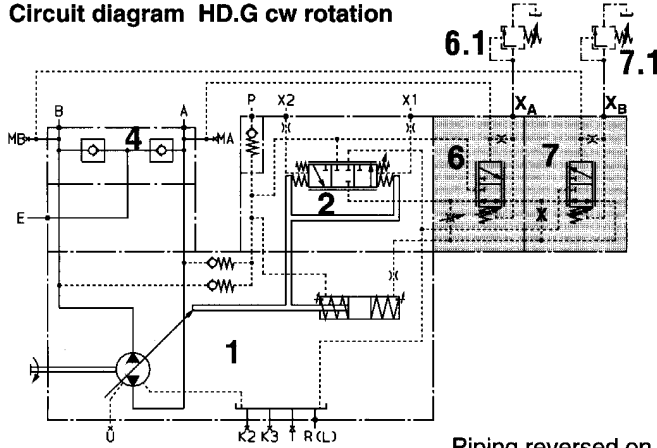 Circuit diagram HD.G cw rotation
6.1
7.1
B
A
P
X2
X1
XA
XB
MB
4
MA
6
7
2
E
1
U
K2 K3 T R(L)
Piping reversed on